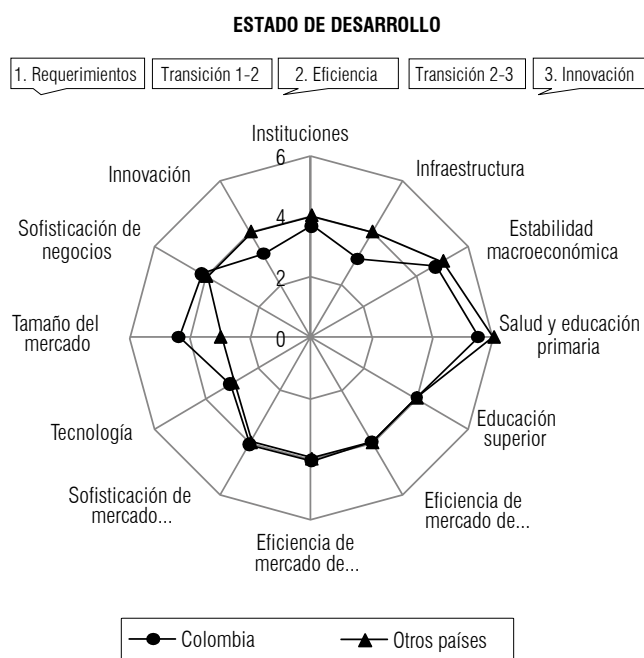 ESTADO DE DESARROLLO
1. Requerimientos
Transición 1-2
2. Eficiencia
Transición 2-3
3. Innovación
Instituciones
6
4
2
0
Infraestructura
Estabilidad
macroeconómica
Salud y educación
primaria
Educación
superior
Eficiencia de
mercado de...
Eficiencia de
mercado de...
Sofisticación de
mercado...
Tecnología
Tamaño del
mercado
Sofisticación de
negocios
Innovación
Colombia
Otros países